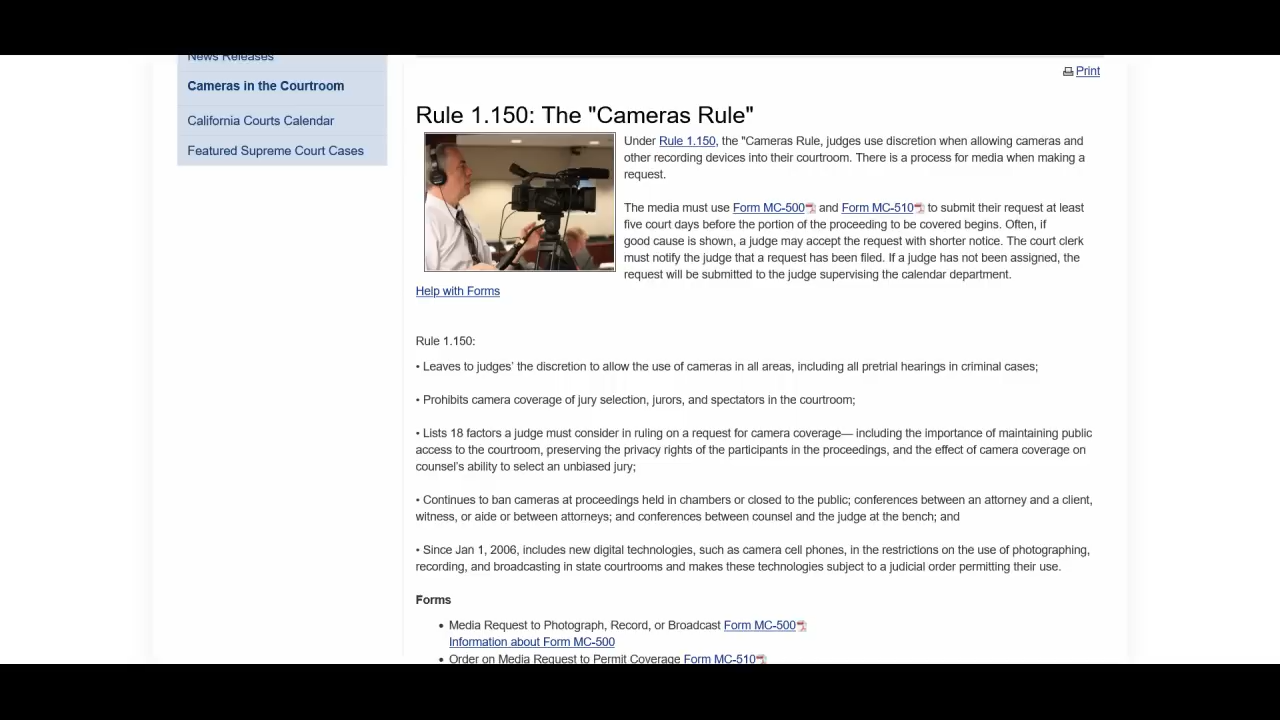 News Releases
Cameras in the Courtroom
California Courts Calendar
Featured Supreme Court Cases
Print
Rule 1.150: The "Cameras Rule"
Under Rule 1.150, the "Cameras Rule, judges use discretion when allowing cameras and
other recording devices into their courtroom. There is a process for media when making a
request.
The media must use Form MC-500 and Form MC-510 to submit their request at least
five court days before the portion of the proceeding to be covered begins. Often, if
good cause is shown, a judge may accept the request with shorter notice. The court clerk
must notify the judge that a request has been filed. If a judge has not been assigned, the
request will be submitted to the judge supervising the calendar department.
Help with Forms
Rule 1.150:
• Leaves to judges' the discretion to allow the use of cameras in all areas, including all pretrial hearings in criminal cases;
• Prohibits camera coverage of jury selection, jurors, and spectators in the courtroom;
• Lists 18 factors a judge must consider in ruling on a request for camera coverage— including the importance of maintaining public
access to the courtroom, preserving the privacy rights of the participants in the proceedings, and the effect of camera coverage on
counsel's ability to select an unbiased jury;
• Continues to ban cameras at proceedings held in chambers or closed to the public; conferences between an attorney and a client,
witness, or aide or between attorneys; and conferences between counsel and the judge at the bench; and
• Since Jan 1, 2006, includes new digital technologies, such as camera cell phones, in the restrictions on the use of photographing,
recording, and broadcasting in state courtrooms and makes these technologies subject to a judicial order permitting their use.
Forms
• Media Request to Photograph, Record, or Broadcast Form MC-500
Information about Form MC-500
• Order on Media Request to Permit Coverage Form MC-510